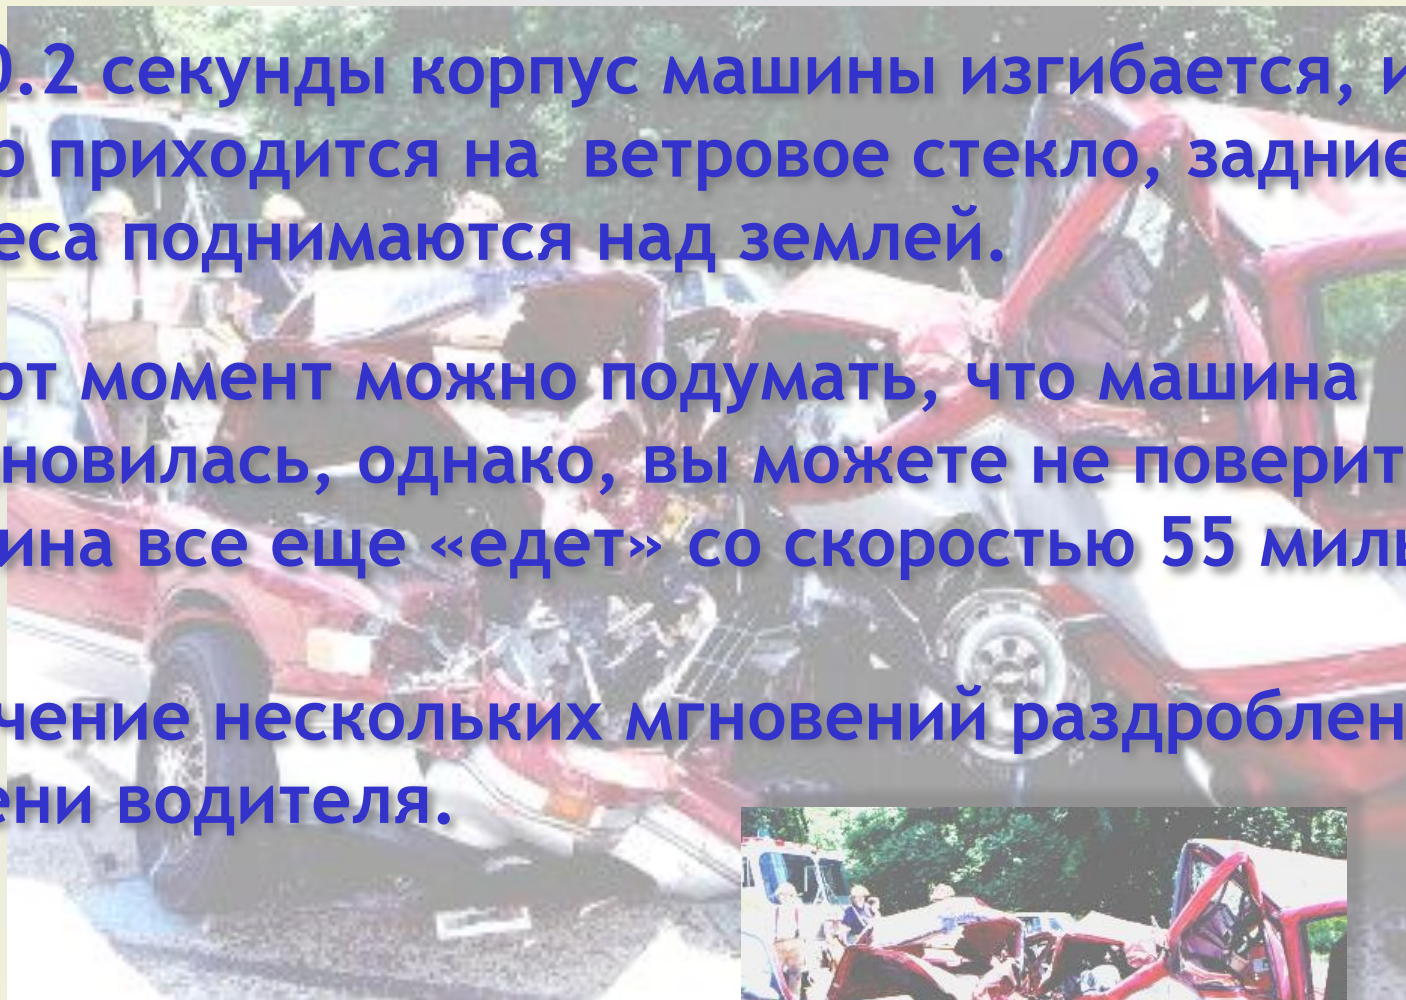 0.2 секунды корпус машины изгибается, и
р приходится на ветровое стекло, задние
еса поднимаются над землей.
от момент можно подумать, что машина
новилась, однако, вы можете не поверит
ина все еще «едет» со скоростью 55 миль
чение нескольких мгновений раздроблен
ени водителя.